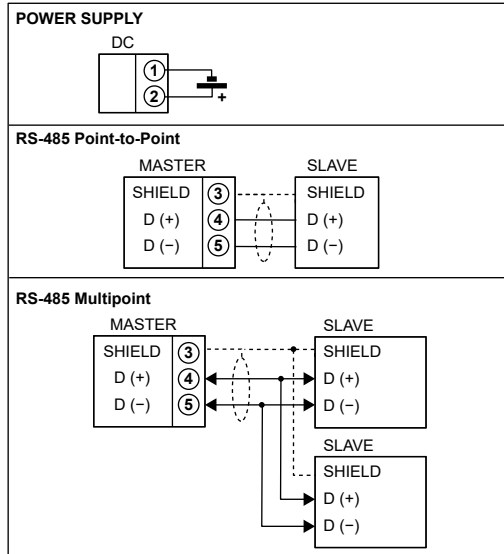 POWER SUPPLY
DC
1
2
+
RS-485 Point-to-Point
MASTER SLAVE
SHIELD 3 SHIELD
D (+) 4 D (+)
D (−) 5 D (−)
RS-485 Multipoint
MASTER SLAVE
SHIELD 3 SHIELD
D (+) 4 D (+)
D (−) 5 D (−)
SLAVE
SHIELD
D (+)
D (−)